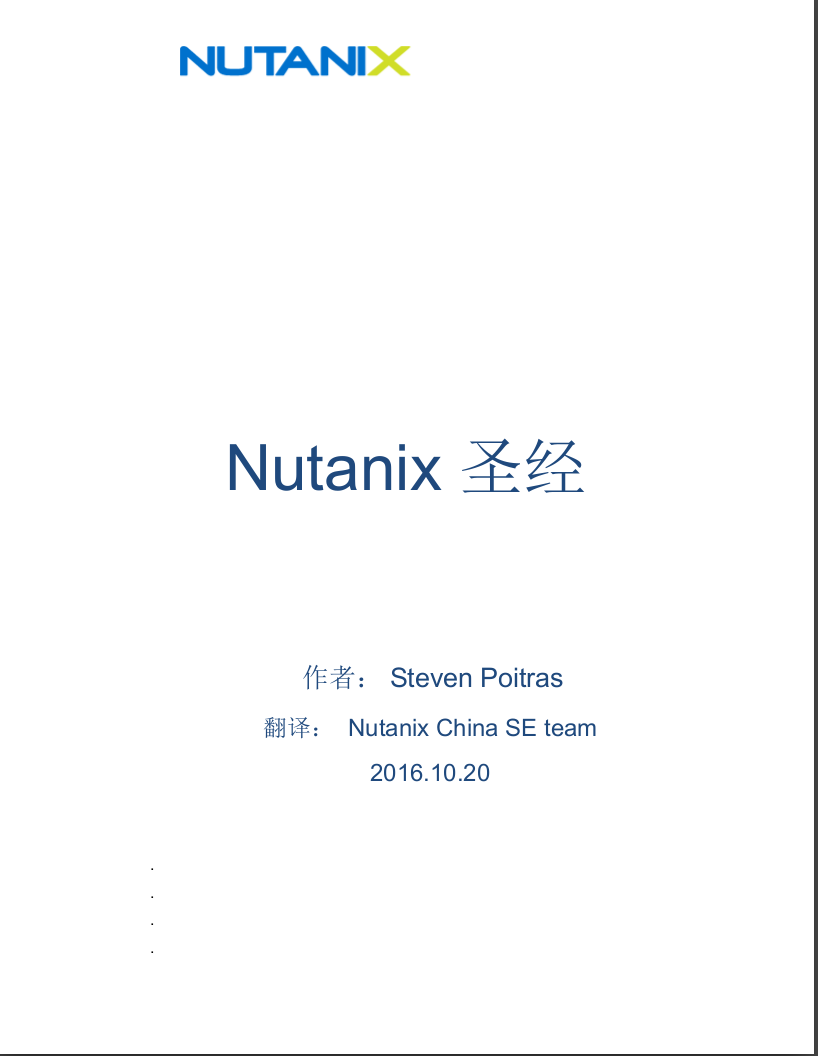 NUTANIX
Nutanix 圣经
作者： Steven Poitras
翻译： Nutanix China SE team
2016.10.20
.
.
.
.